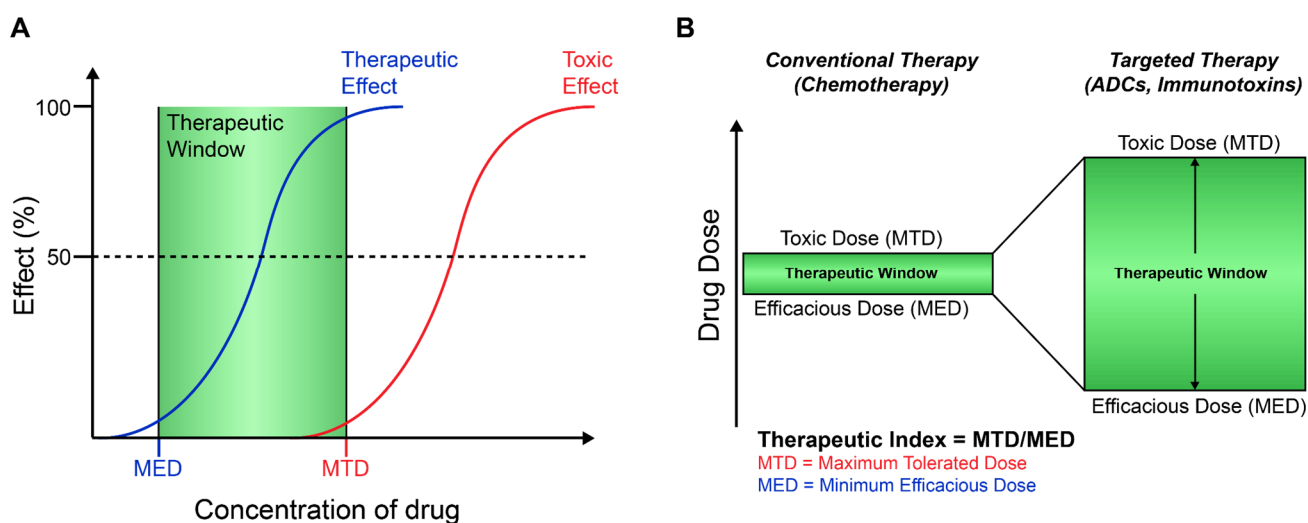 A
Therapeutic
Effect
Toxic
Effect
100
Therapeutic
Window
50
Effect (%)
MED
MTD
Concentration of drug
B
Conventional Therapy
(Chemotherapy)
Targeted Therapy
(ADCs, Immunotoxins)
Toxic Dose (MTD)
Toxic Dose (MTD)
Therapeutic Window
Therapeutic Window
Efficacious Dose (MED)
Efficacious Dose (MED)
Drug Dose
Therapeutic Index = MTD/MED
MTD = Maximum Tolerated Dose
MED = Minimum Efficacious Dose